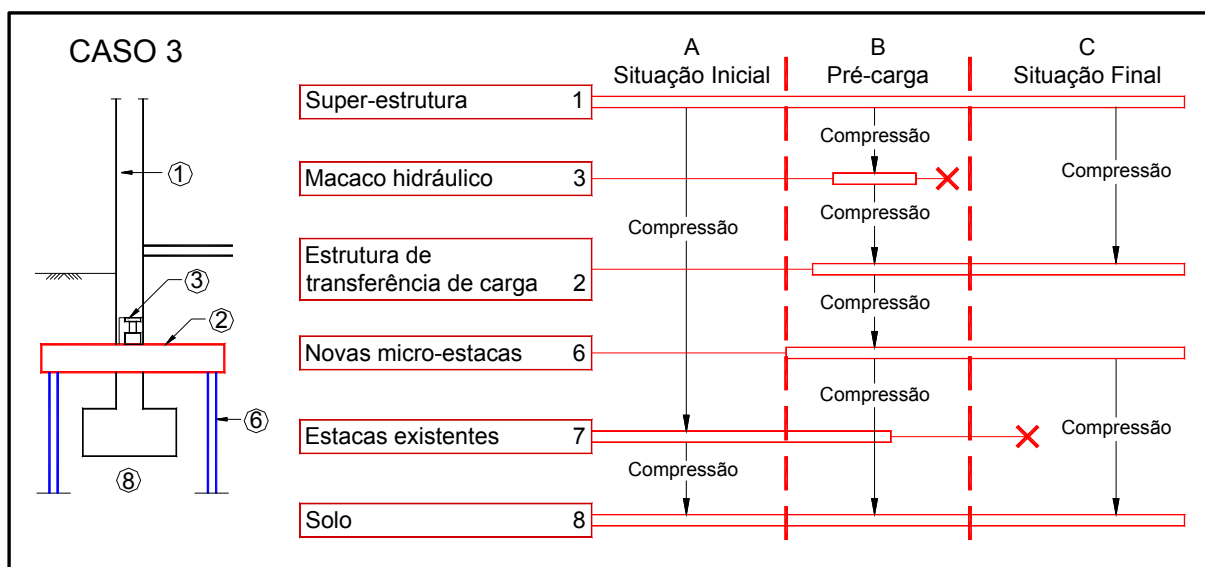 CASO 3
A
Situação Inicial
B
Pré-carga
C
Situação Final
Super-estrutura 1
Compressão
Macaco hidráulico 3
Compressão
Compressão
Compressão
Estrutura de
transferência de carga 2
Compressão
Novas micro-estacas 6
Compressão
Compressão
Estacas existentes 7
Compressão
Solo 8
1
3
2
6
8